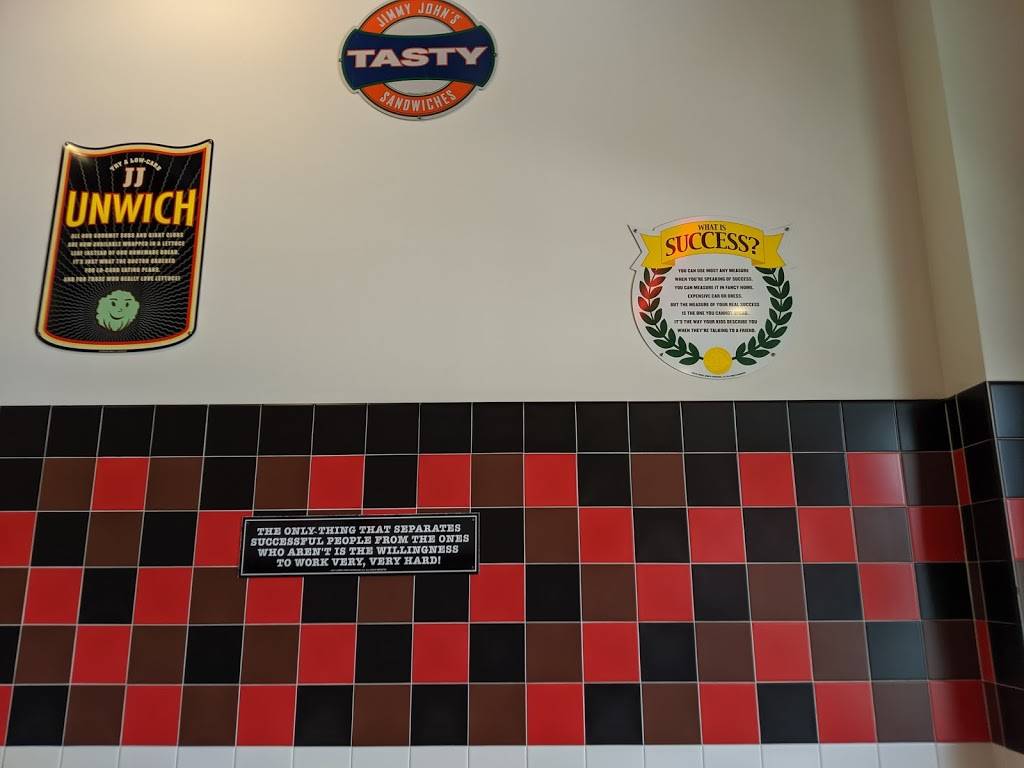 JIMMY JOHN'S
TASTY
SANDWICHES
TRY A LOW-CARB
JJ
UNWICH
ALL OUR GOURMET SUBS AND GIANT CLUBS
ARE NOW AVAILABLE WRAPPED IN A LETTUCE
LEAF INSTEAD OF OUR HOMEMADE BREAD.
IT'S JUST WHAT THE DOCTOR ORDERED
FOR LO-CARB EATING PLANS,
AND FOR THOSE WHO REALLY LOVE LETTUCE!
WHAT IS
SUCCESS?
YOU CAN USE MOST ANY MEASURE
WHEN YOU'RE SPEAKING OF SUCCESS.
YOU CAN MEASURE IT IN FANCY HOME,
EXPENSIVE CAR OR DRESS.
BUT THE MEASURE OF YOUR REAL SUCCESS
IS THE ONE YOU CANNOT
IT'S THE WAY YOUR KIDS DESCRIBE YOU
WHEN THEY'RE TALKING TO A FRIEND.
THE ONLY THING THAT SEPARATES
SUCCESSFUL PEOPLE FROM THE ONES
WHO AREN'T IS THE WILLINGNESS
TO WORK VERY, VERY HARD!